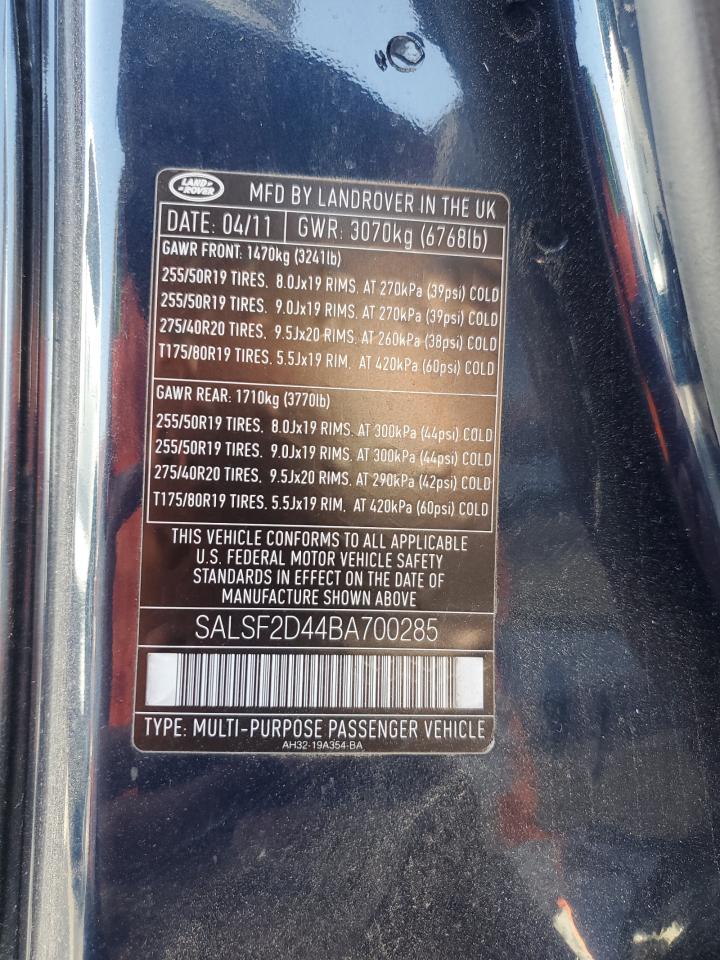 LAND ROVER
MFD BY LANDROVER IN THE UK
DATE: 04/11 GWR: 3070kg (6768lb)
GAWR FRONT: 1470kg (3241lb)
255/50R19 TIRES. 8.0Jx19 RIMS. AT 270kPa (39psi) COLD
255/50R19 TIRES. 9.0Jx19 RIMS. AT 270kPa (39psi) COLD
275/40R20 TIRES. 9.5Jx20 RIMS. AT 260kPa (38psi) COLD
T175/80R19 TIRES. 5.5Jx19 RIM. AT 420kPa (60psi) COLD
GAWR REAR: 1710kg (3770lb)
255/50R19 TIRES. 8.0Jx19 RIMS. AT 300kPa (44psi) COLD
255/50R19 TIRES. 9.0Jx19 RIMS. AT 300kPa (44psi) COLD
275/40R20 TIRES. 9.5Jx20 RIMS. AT 290kPa (42psi) COLD
T175/80R19 TIRES. 5.5Jx19 RIM. AT 420kPa (60psi) COLD
THIS VEHICLE CONFORMS TO ALL APPLICABLE
U.S. FEDERAL MOTOR VEHICLE SAFETY
STANDARDS IN EFFECT ON THE DATE OF
MANUFACTURE SHOWN ABOVE
SALSF2D44BA700285
TYPE: MULTI-PURPOSE PASSENGER VEHICLE
AH32-19A354-BA